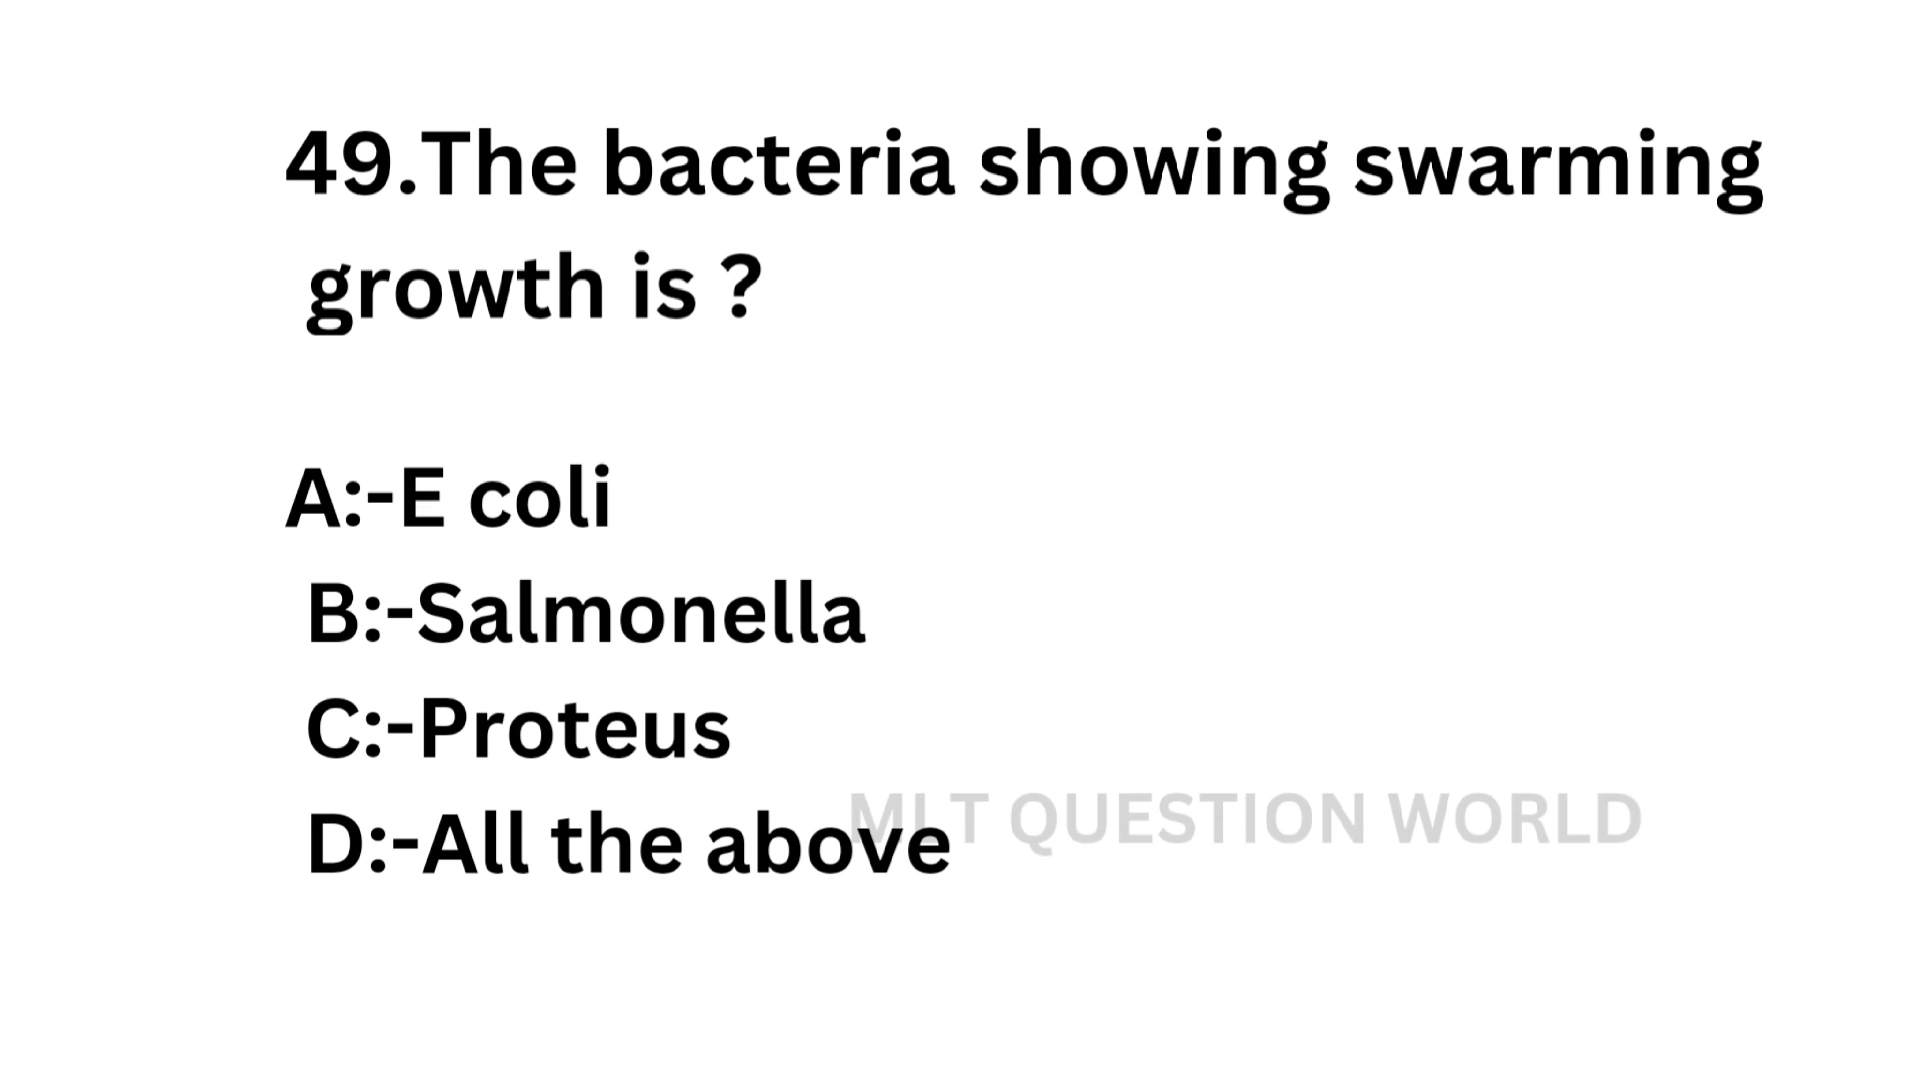 49.The bacteria showing swarming
growth is ?
A:-E coli
B:-Salmonella
C:-Proteus
D:-All the above
MLT QUESTION WORLD